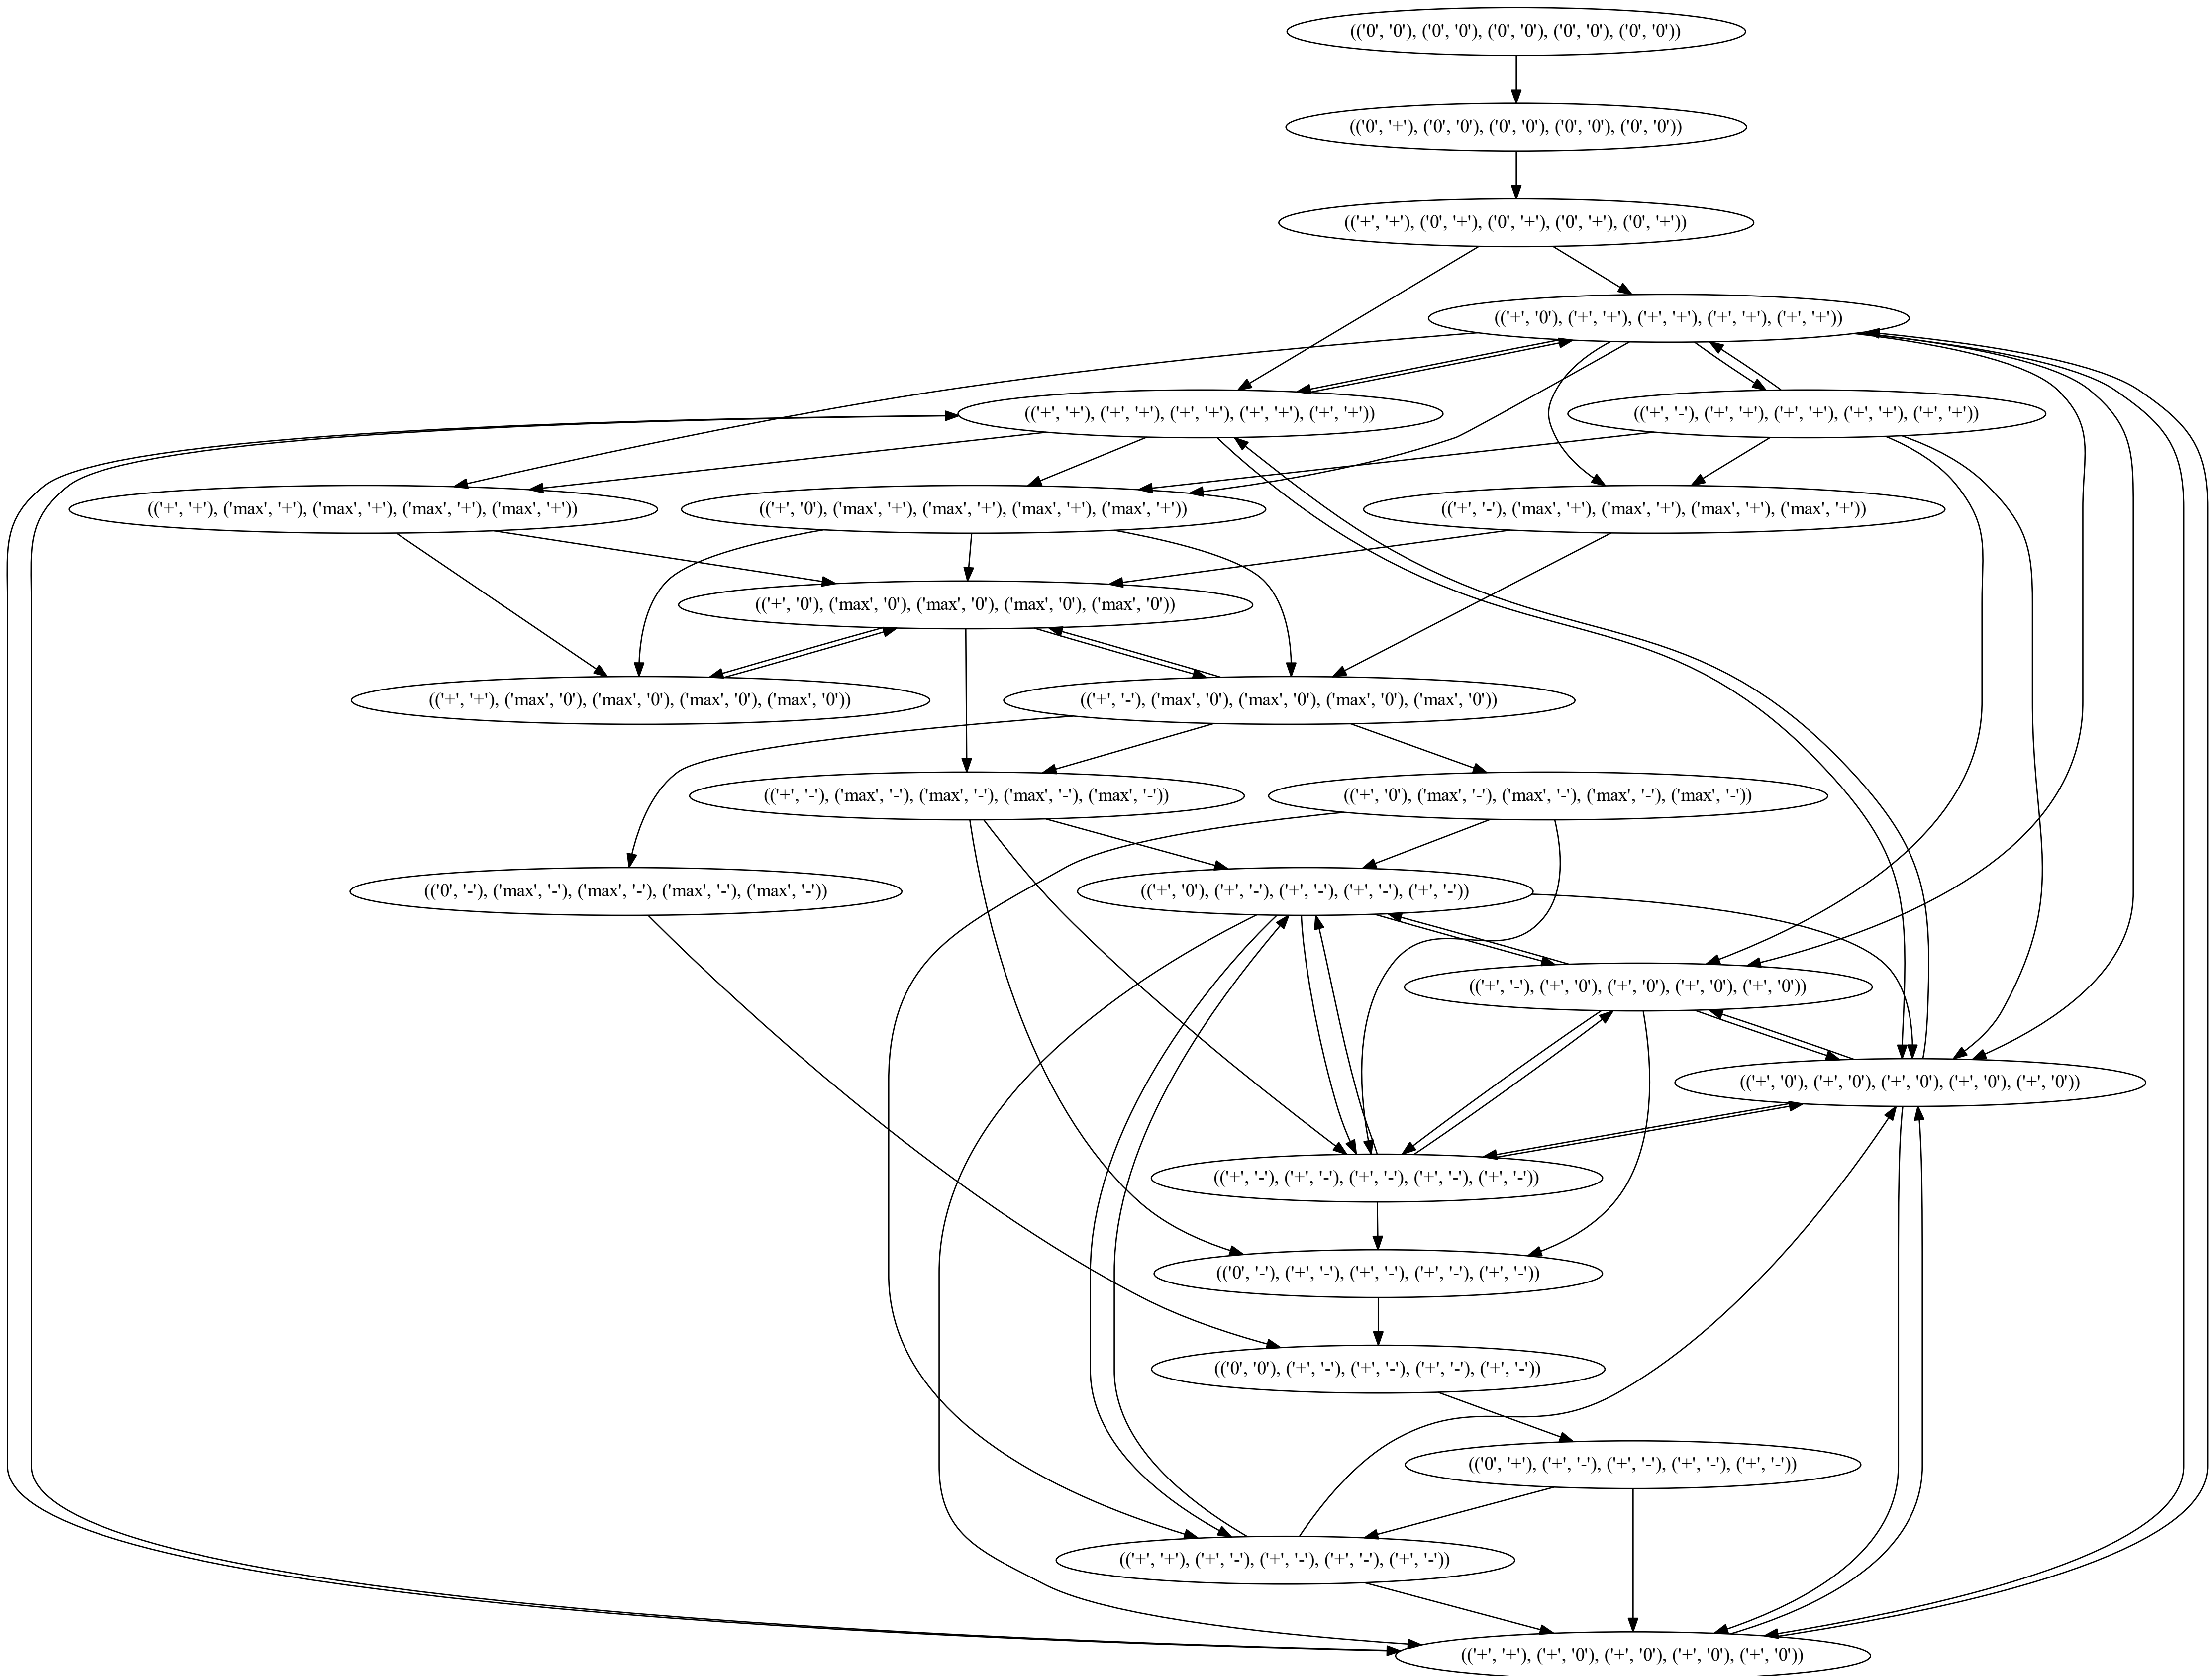 (('0', '0'), ('0', '0'), ('0', '0'), ('0', '0'), ('0', '0'))
(('0', '+'), ('0', '0'), ('0', '0'), ('0', '0'), ('0', '0'))
(('+', '+'), ('0', '+'), ('0', '+'), ('0', '+'), ('0', '+'))
(('+', '0'), ('+', '+'), ('+', '+'), ('+', '+'), ('+', '+'))
(('+', '+'), ('+', '+'), ('+', '+'), ('+', '+'), ('+', '+'))
(('+', '-'), ('+', '+'), ('+', '+'), ('+', '+'), ('+', '+'))
(('+', '+'), ('max', '+'), ('max', '+'), ('max', '+'), ('max', '+'))
(('+', '0'), ('max', '+'), ('max', '+'), ('max', '+'), ('max', '+'))
(('+', '-'), ('max', '+'), ('max', '+'), ('max', '+'), ('max', '+'))
(('+', '0'), ('max', '0'), ('max', '0'), ('max', '0'), ('max', '0'))
(('+', '+'), ('max', '0'), ('max', '0'), ('max', '0'), ('max', '0'))
(('+', '-'), ('max', '0'), ('max', '0'), ('max', '0'), ('max', '0'))
(('+', '-'), ('max', '-'), ('max', '-'), ('max', '-'), ('max', '-'))
(('+', '0'), ('max', '-'), ('max', '-'), ('max', '-'), ('max', '-'))
(('0', '-'), ('max', '-'), ('max', '-'), ('max', '-'), ('max', '-'))
(('+', '0'), ('+', '-'), ('+', '-'), ('+', '-'), ('+', '-'))
(('+', '-'), ('+', '0'), ('+', '0'), ('+', '0'), ('+', '0'))
(('+', '0'), ('+', '0'), ('+', '0'), ('+', '0'), ('+', '0'))
(('+', '-'), ('+', '-'), ('+', '-'), ('+', '-'), ('+', '-'))
(('0', '-'), ('+', '-'), ('+', '-'), ('+', '-'), ('+', '-'))
(('0', '0'), ('+', '-'), ('+', '-'), ('+', '-'), ('+', '-'))
(('0', '+'), ('+', '-'), ('+', '-'), ('+', '-'), ('+', '-'))
(('+', '+'), ('+', '-'), ('+', '-'), ('+', '-'), ('+', '-'))
(('+', '+'), ('+', '0'), ('+', '0'), ('+', '0'), ('+', '0'))